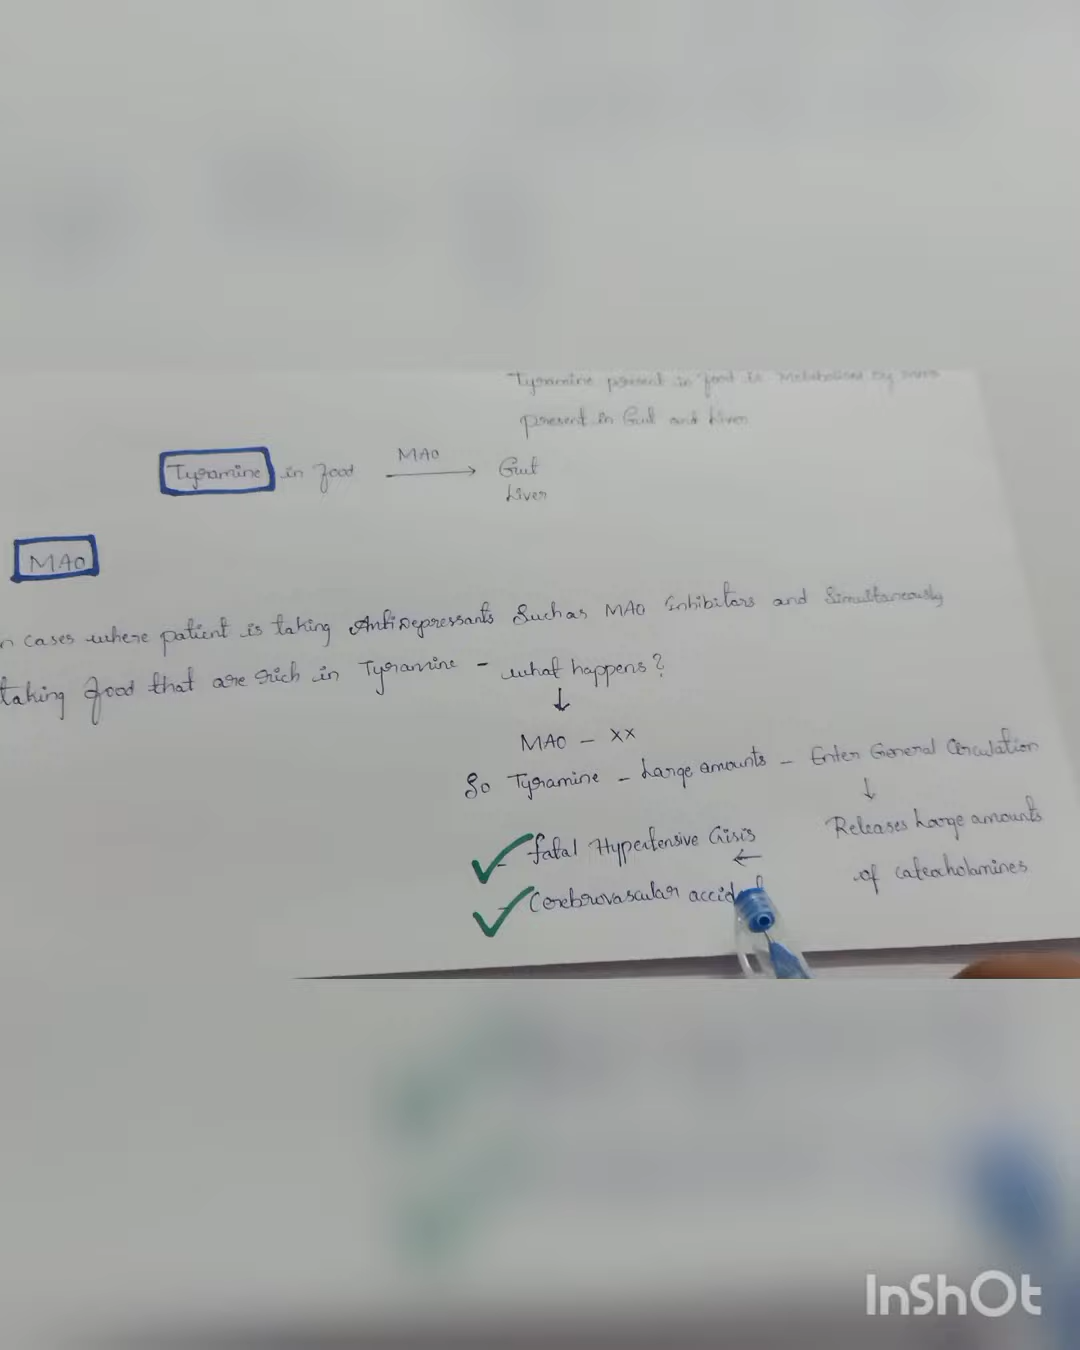 Tyramine present in food is Metabolised by MAO
present in Gut and Liver
Tyramine in food
MAO
Gut
Liver
MAO
n cases where patient is taking AntiDepressants Such as MAO Inhibitors and Simultaneously
taking food that are rich in Tyramine - what happens?
MAO - XX
So Tyramine - Large amounts - Enter General Circulation
Releases Large amounts
of catecholamines
- fatal Hypertensive Crisis
- Cerebrovascular accid
InShOt